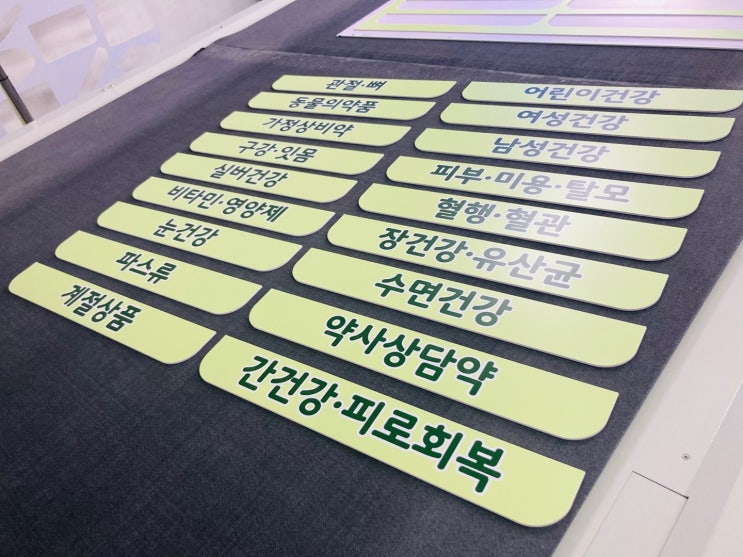 관절·뼈
동물의약품
가정상비약
구강·잇몸
실버건강
비타민·영양제
눈건강
파스류
계절상품
어린이건강
여성건강
남성건강
피부·미용·탈모
혈행·혈관
장건강·유산균
수면건강
약사상담약
간건강·피로회복